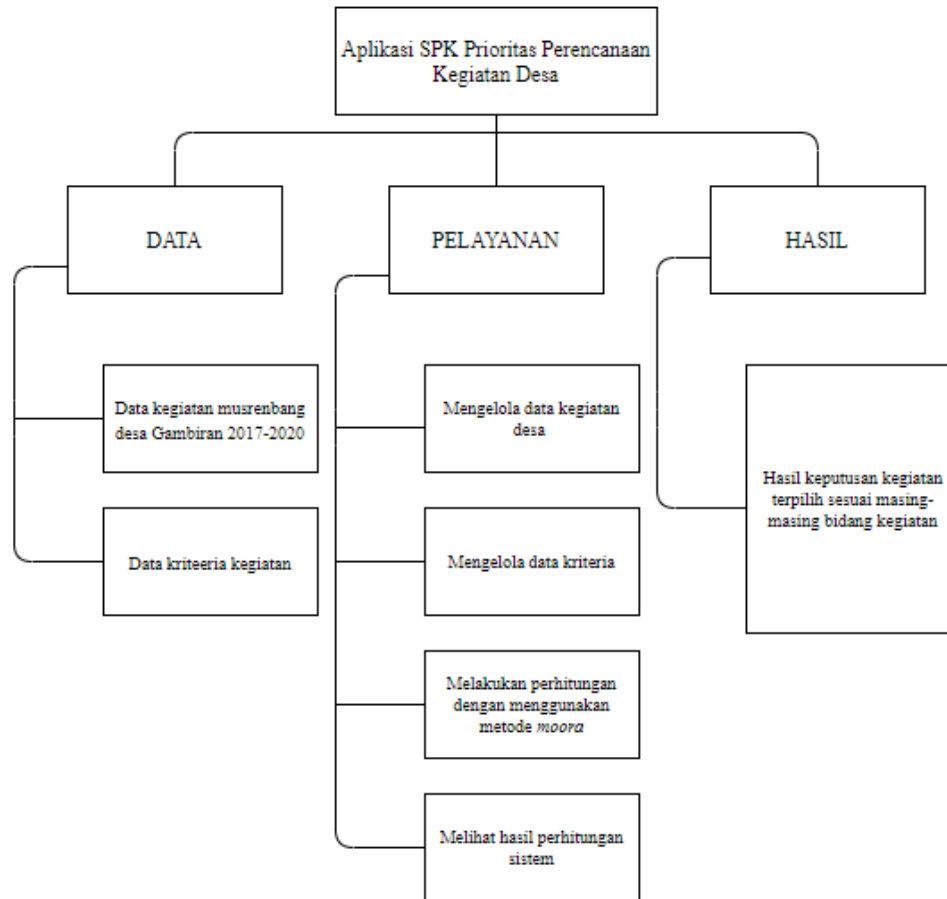 Aplikasi SPK Prioritas Perencanaan
Kegiatan Desa
DATA
PELAYANAN
HASIL
Data kegiatan musrenbang
desa Gambiran 2017-2020
Data kriteeria kegiatan
Mengelola data kegiatan
desa
Mengelola data kriteria
Melakukan perhitungan
dengan menggunakan
metode moora
Melihat hasil perhitungan
sistem
Hasil keputusan kegiatan
terpilih sesuai masing-
masing bidang kegiatan